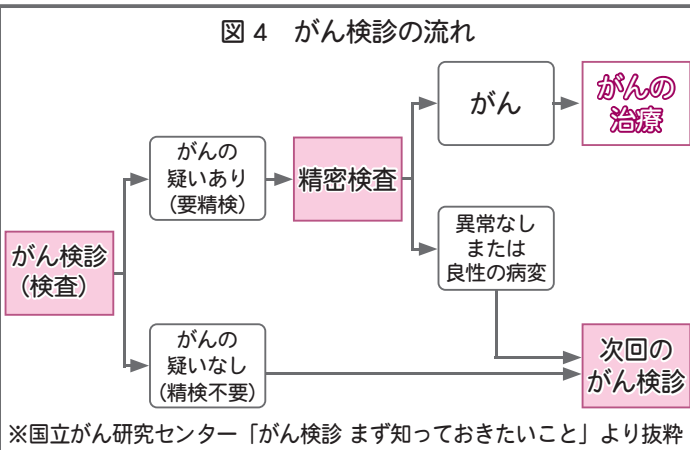 図4 がん検診の流れ
がん検診
（検査）
がんの
疑いあり
（要精検）
精密検査
がん
がんの
治療
異常なし
または
良性の病変
がんの
疑いなし
（精検不要）
次回の
がん検診
※国立がん研究センター「がん検診 まず知っておきたいこと」より抜粋